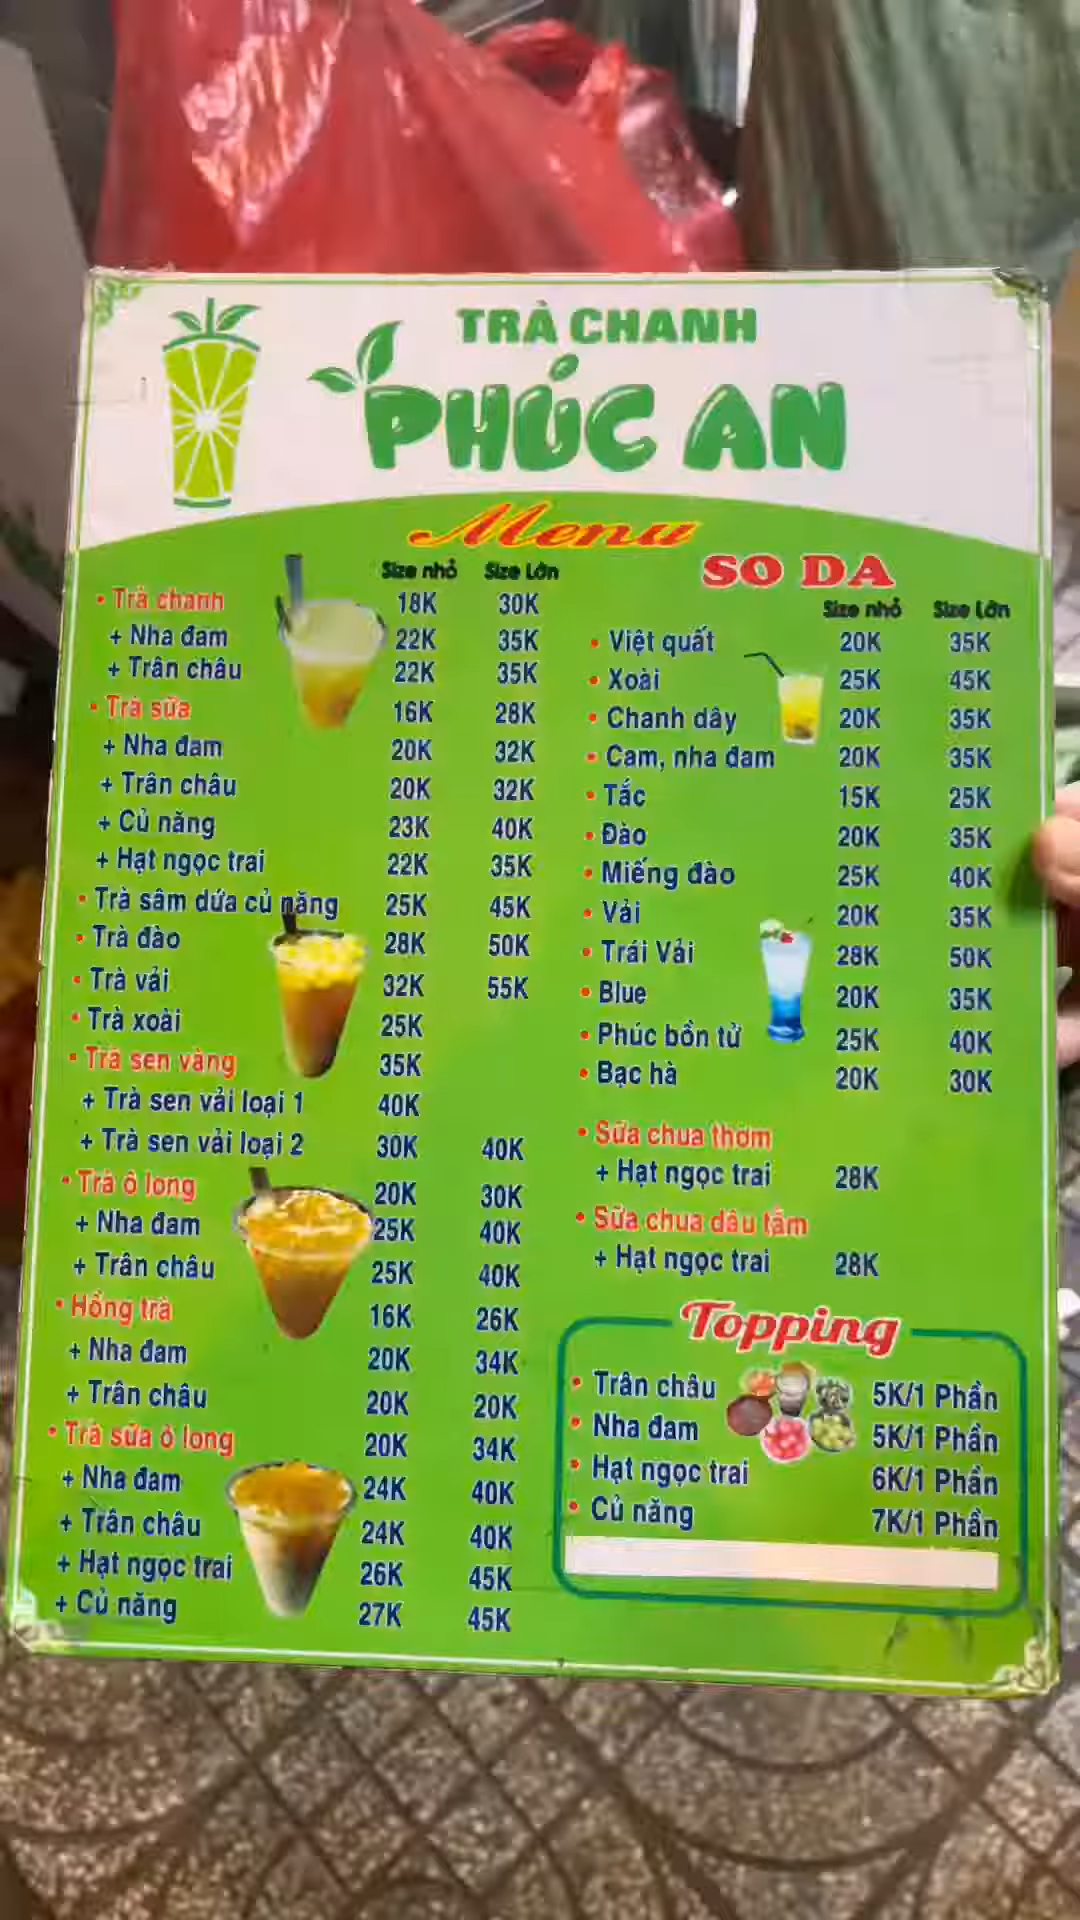 TRÀ CHANH
PHÚC AN
Menu
Size nhỏ Size Lớn
• Trà chanh 18K 30K
+ Nha đam 22K 35K
+ Trân châu 22K 35K
• Trà sữa 16K 28K
+ Nha đam 20K 32K
+ Trân châu 20K 32K
+ Củ năng 23K 40K
+ Hạt ngọc trai 22K 35K
• Trà sâm dứa củ năng 25K 45K
• Trà đào 28K 50K
• Trà vải 32K 55K
• Trà xoài 25K
• Trà sen vàng 35K
+ Trà sen vải loại 1 40K
+ Trà sen vải loại 2 30K 40K
• Trà ô long 20K 30K
+ Nha đam 25K 40K
+ Trân châu 25K 40K
• Hồng trà 16K 26K
+ Nha đam 20K 34K
+ Trân châu 20K 20K
• Trà sữa ô long 20K 34K
+ Nha đam 24K 40K
+ Trân châu 24K 40K
+ Hạt ngọc trai 26K 45K
+ Củ năng 27K 45K
SO DA
Size nhỏ Size Lớn
• Việt quất 20K 35K
• Xoài 25K 45K
• Chanh dây 20K 35K
• Cam, nha đam 20K 35K
• Tắc 15K 25K
• Đào 20K 35K
• Miếng đào 25K 40K
• Vải 20K 35K
• Trái Vải 28K 50K
• Blue 20K 35K
• Phúc bồn tử 25K 40K
• Bạc hà 20K 30K
• Sữa chua thơm
+ Hạt ngọc trai 28K
• Sữa chua dâu tằm
+ Hạt ngọc trai 28K
Topping
• Trân châu 5K/1 Phần
• Nha đam 5K/1 Phần
• Hạt ngọc trai 6K/1 Phần
• Củ năng 7K/1 Phần